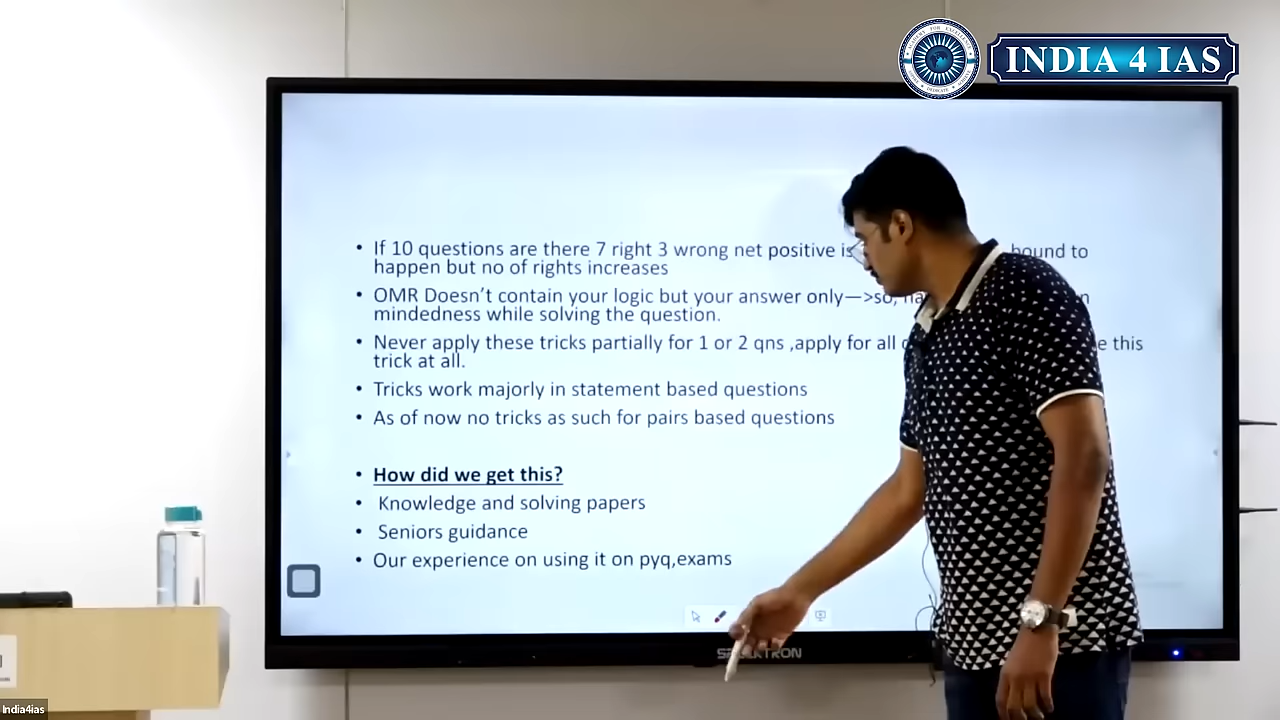 INDIA 4 IAS
• If 10 questions are there 7 right 3 wrong net positive is bound to
happen but no of rights increases
• OMR Doesn't contain your logic but your answer only—>so,
mindedness while solving the question.
• Never apply these tricks partially for 1 or 2 qns ,apply for all this
trick at all.
• Tricks work majorly in statement based questions
• As of now no tricks as such for pairs based questions
• How did we get this?
• Knowledge and solving papers
• Seniors guidance
• Our experience on using it on pyq,exams
India4ias